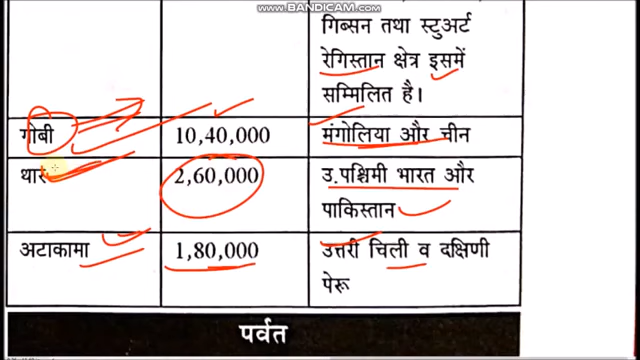 www.BANDICAM.com
गिब्सन तथा स्टुअर्ट
रेगिस्तान क्षेत्र इसमें
सम्मिलित है।
गोबी 10,40,000 मंगोलिया और चीन
थार 2,60,000 उ.पश्चिमी भारत और
पाकिस्तान
अटाकामा 1,80,000 उत्तरी चिली व दक्षिणी
पेरू
पर्वत